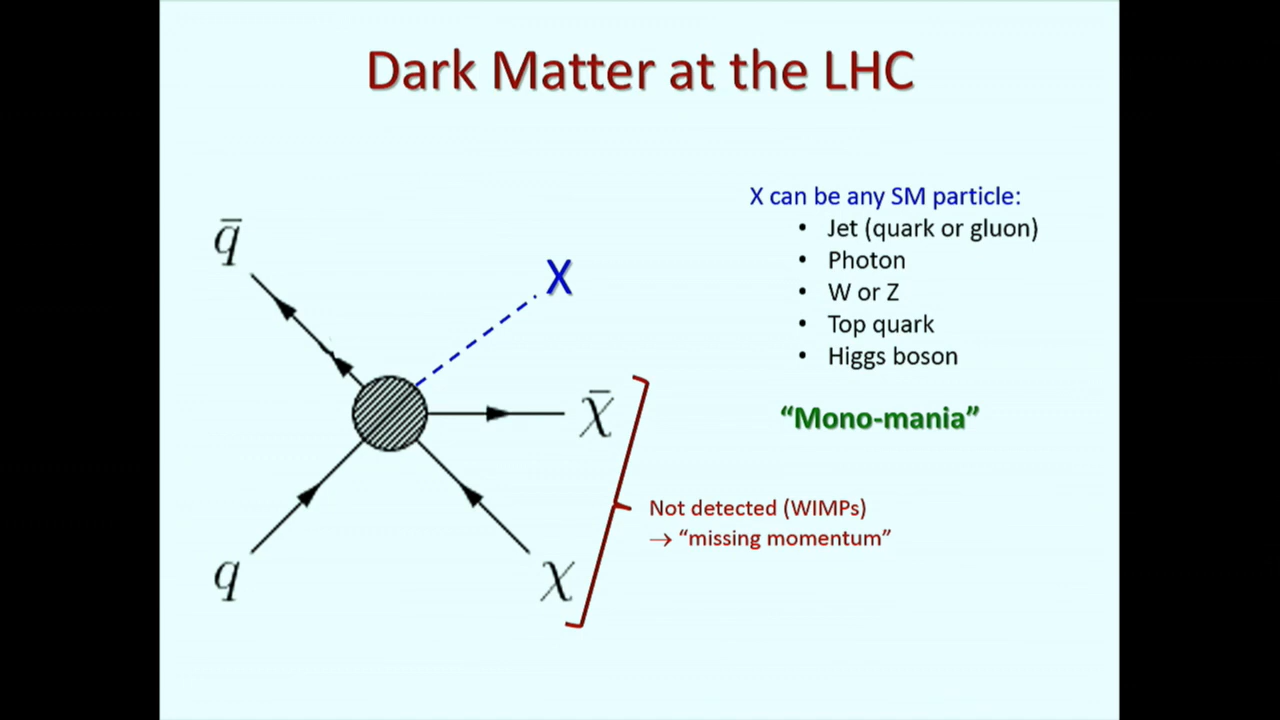 Dark Matter at the LHC
X can be any SM particle:
• Jet (quark or gluon)
• Photon
• W or Z
• Top quark
• Higgs boson
“Mono-mania”
q̄
X
χ̄
q
χ
Not detected (WIMPs)
→ “missing momentum”